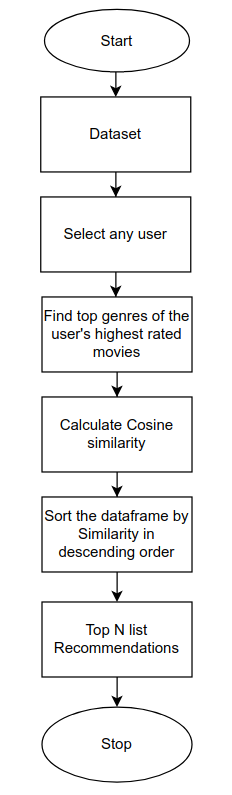 Start
Dataset
Select any user
Find top genres of the
user's highest rated
movies
Calculate Cosine
similarity
Sort the dataframe by
Similarity in
descending order
Top N list
Recommendations
Stop